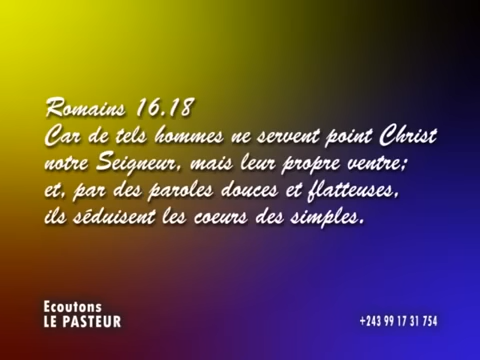 Romains 16.18
Car de tels hommes ne servent point Christ
notre Seigneur, mais leur propre ventre;
et, par des paroles douces et flatteuses,
ils séduisent les coeurs des simples.
Ecoutons
LE PASTEUR
+243 99 17 31 754